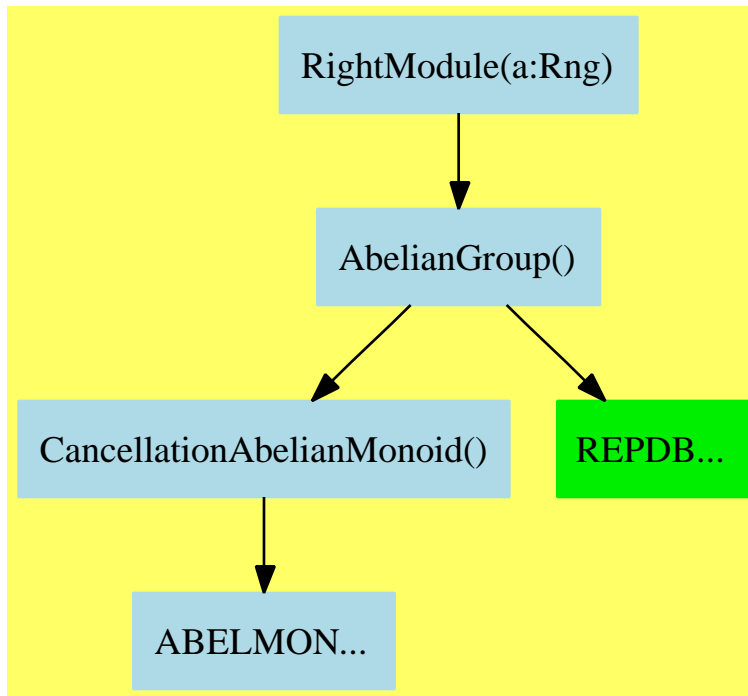 RightModule(a:Rng)
AbelianGroup()
CancellationAbelianMonoid()
REPDB...
ABELMON...